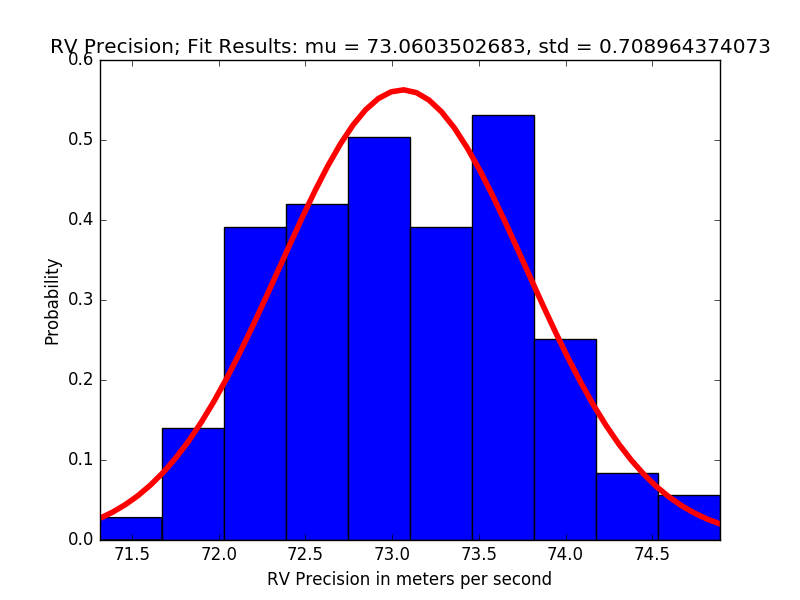 RV Precision; Fit Results: mu = 73.0603502683, std = 0.708964374073
0.6
0.5
0.4
0.3
0.2
0.1
0.0
Probability
71.5 72.0 72.5 73.0 73.5 74.0 74.5
RV Precision in meters per second